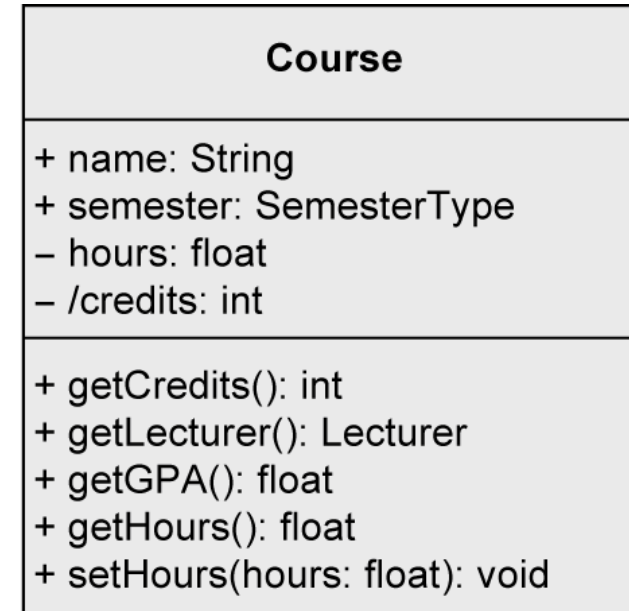 Course
+ name: String
+ semester: SemesterType
– hours: float
– /credits: int
+ getCredits(): int
+ getLecturer(): Lecturer
+ getGPA(): float
+ getHours(): float
+ setHours(hours: float): void